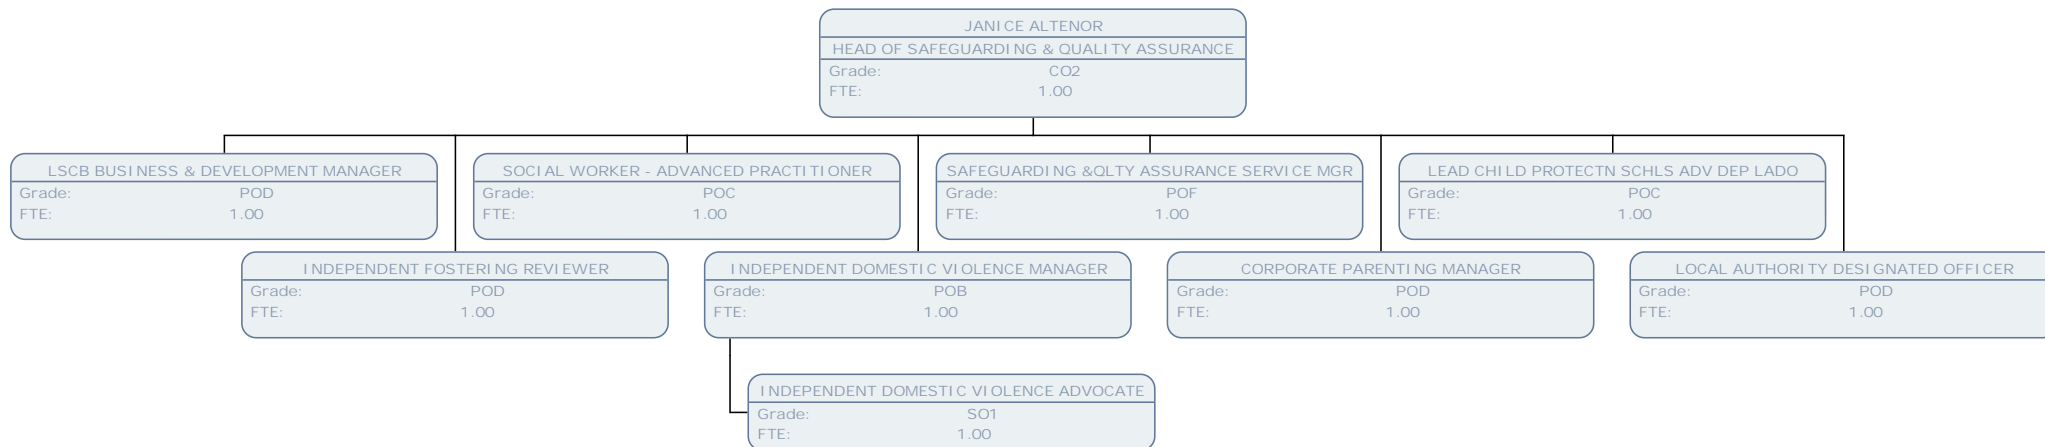 JANICE ALTENOR
HEAD OF SAFEGUARDING & QUALITY ASSURANCE
Grade: CO2
FTE: 1.00
LSCB BUSINESS & DEVELOPMENT MANAGER
Grade: POD
FTE: 1.00
SOCIAL WORKER - ADVANCED PRACTITIONER
Grade: POC
FTE: 1.00
SAFEGUARDING &QLTY ASSURANCE SERVICE MGR
Grade: POF
FTE: 1.00
LEAD CHILD PROTECTN SCHLS ADV DEP LADO
Grade: POC
FTE: 1.00
INDEPENDENT FOSTERING REVIEWER
Grade: POD
FTE: 1.00
INDEPENDENT DOMESTIC VIOLENCE MANAGER
Grade: POB
FTE: 1.00
CORPORATE PARENTING MANAGER
Grade: POD
FTE: 1.00
LOCAL AUTHORITY DESIGNATED OFFICER
Grade: POD
FTE: 1.00
INDEPENDENT DOMESTIC VIOLENCE ADVOCATE
Grade: SO1
FTE: 1.00